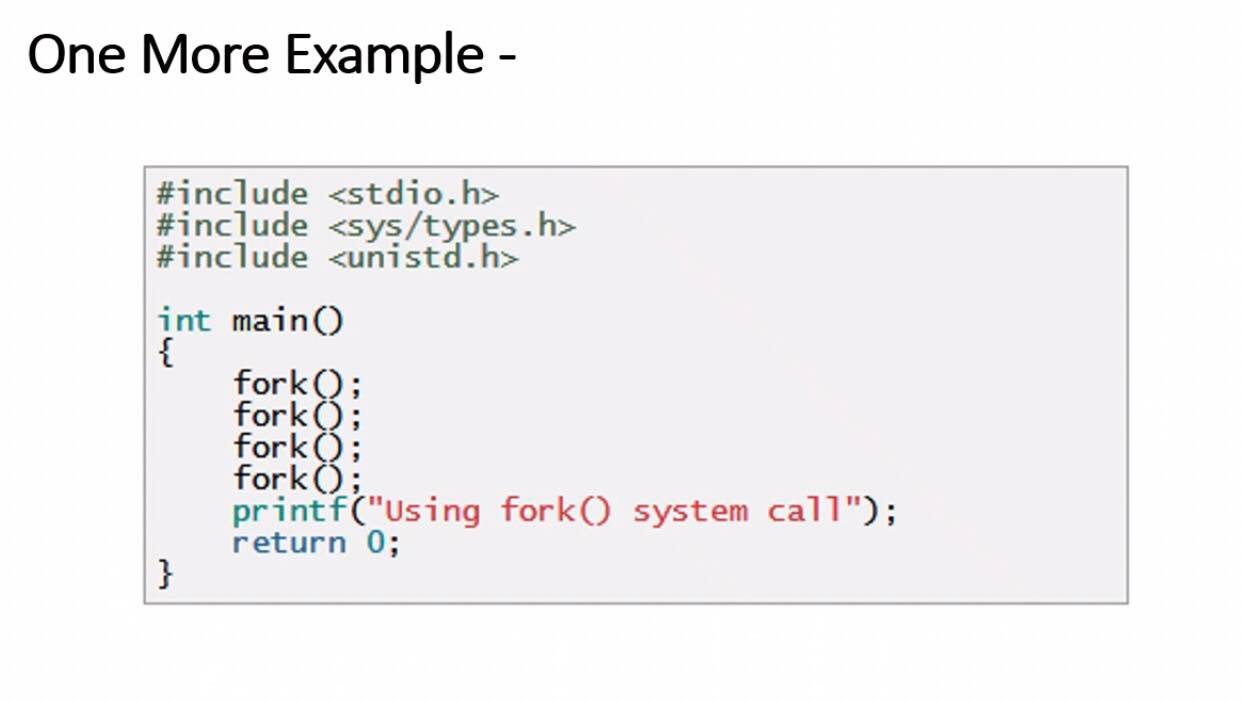 One More Example -
#include <stdio.h>
#include <sys/types.h>
#include <unistd.h>
int main()
{
    fork();
    fork();
    fork();
    fork();
    printf("Using fork() system call");
    return 0;
}